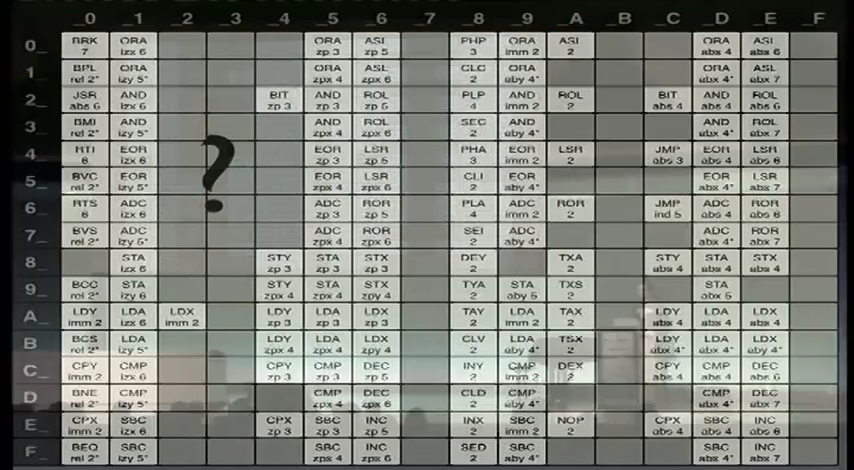 _0 _1 _2 _3 _4 _5 _6 _7 _8 _9 _A _B _C _D _E _F
0_ BRK ORA ORA ASL PHP ORA ASL ORA ASL
7 izx 6 zp 3 zp 5 3 imm 2 2 abs 4 abs 6
1_ BPL ORA ORA ASL CLC ORA ORA ASL
rel 2* izy 5* zpx 4 zpx 6 2 aby 4* abx 4* abx 7
2_ JSR AND BIT AND ROL PLP AND ROL BIT AND ROL
abs 6 izx 6 zp 3 zp 3 zp 5 4 imm 2 2 abs 4 abs 4 abs 6
3_ BMI AND AND ROL SEC AND AND ROL
rel 2* izy 5* zpx 4 zpx 6 2 aby 4* abx 4* abx 7
?
4_ RTI EOR EOR LSR PHA EOR LSR JMP EOR LSR
6 izx 6 zp 3 zp 5 3 imm 2 2 abs 3 abs 4 abs 6
5_ BVC EOR EOR LSR CLI EOR EOR LSR
rel 2* izy 5* zpx 4 zpx 6 2 aby 4* abx 4* abx 7
6_ RTS ADC ADC ROR PLA ADC ROR JMP ADC ROR
6 izx 6 zp 3 zp 5 4 imm 2 2 ind 5 abs 4 abs 6
7_ BVS ADC ADC ROR SEI ADC ADC ROR
rel 2* izy 5* zpx 4 zpx 6 2 aby 4* abx 4* abx 7
8_ STA STY STA STX DEY TXA STY STA STX
izx 6 zp 3 zp 3 zp 3 2 2 abs 4 abs 4 abs 4
9_ BCC STA STY STA STX TYA STA TXS STA
rel 2* izy 6 zpx 4 zpx 4 zpy 4 2 aby 5 2 abx 5
A_ LDY LDA LDX LDY LDA LDX TAY LDA TAX LDY LDA LDX
imm 2 izx 6 imm 2 zp 3 zp 3 zp 3 2 imm 2 2 abs 4 abs 4 abs 4
B_ BCS LDA LDY LDA LDX CLV LDA TSX LDY LDA LDX
rel 2* izy 5* zpx 4 zpx 4 zpy 4 2 aby 4* 2 abx 4* abx 4* aby 4*
C_ CPY CMP CPY CMP DEC INY CMP DEX CPY CMP DEC
imm 2 izx 6 zp 3 zp 3 zp 5 2 imm 2 2 abs 4 abs 4 abs 6
D_ BNE CMP CMP DEC CLD CMP CMP DEC
rel 2* izy 5* zpx 4 zpx 6 2 aby 4* abx 4* abx 7
E_ CPX SBC CPX SBC INC INX SBC NOP CPX SBC INC
imm 2 izx 6 zp 3 zp 3 zp 5 2 imm 2 2 abs 4 abs 4 abs 6
F_ BEQ SBC SBC INC SED SBC SBC INC
rel 2* izy 5* zpx 4 zpx 6 2 aby 4* abx 4* abx 7